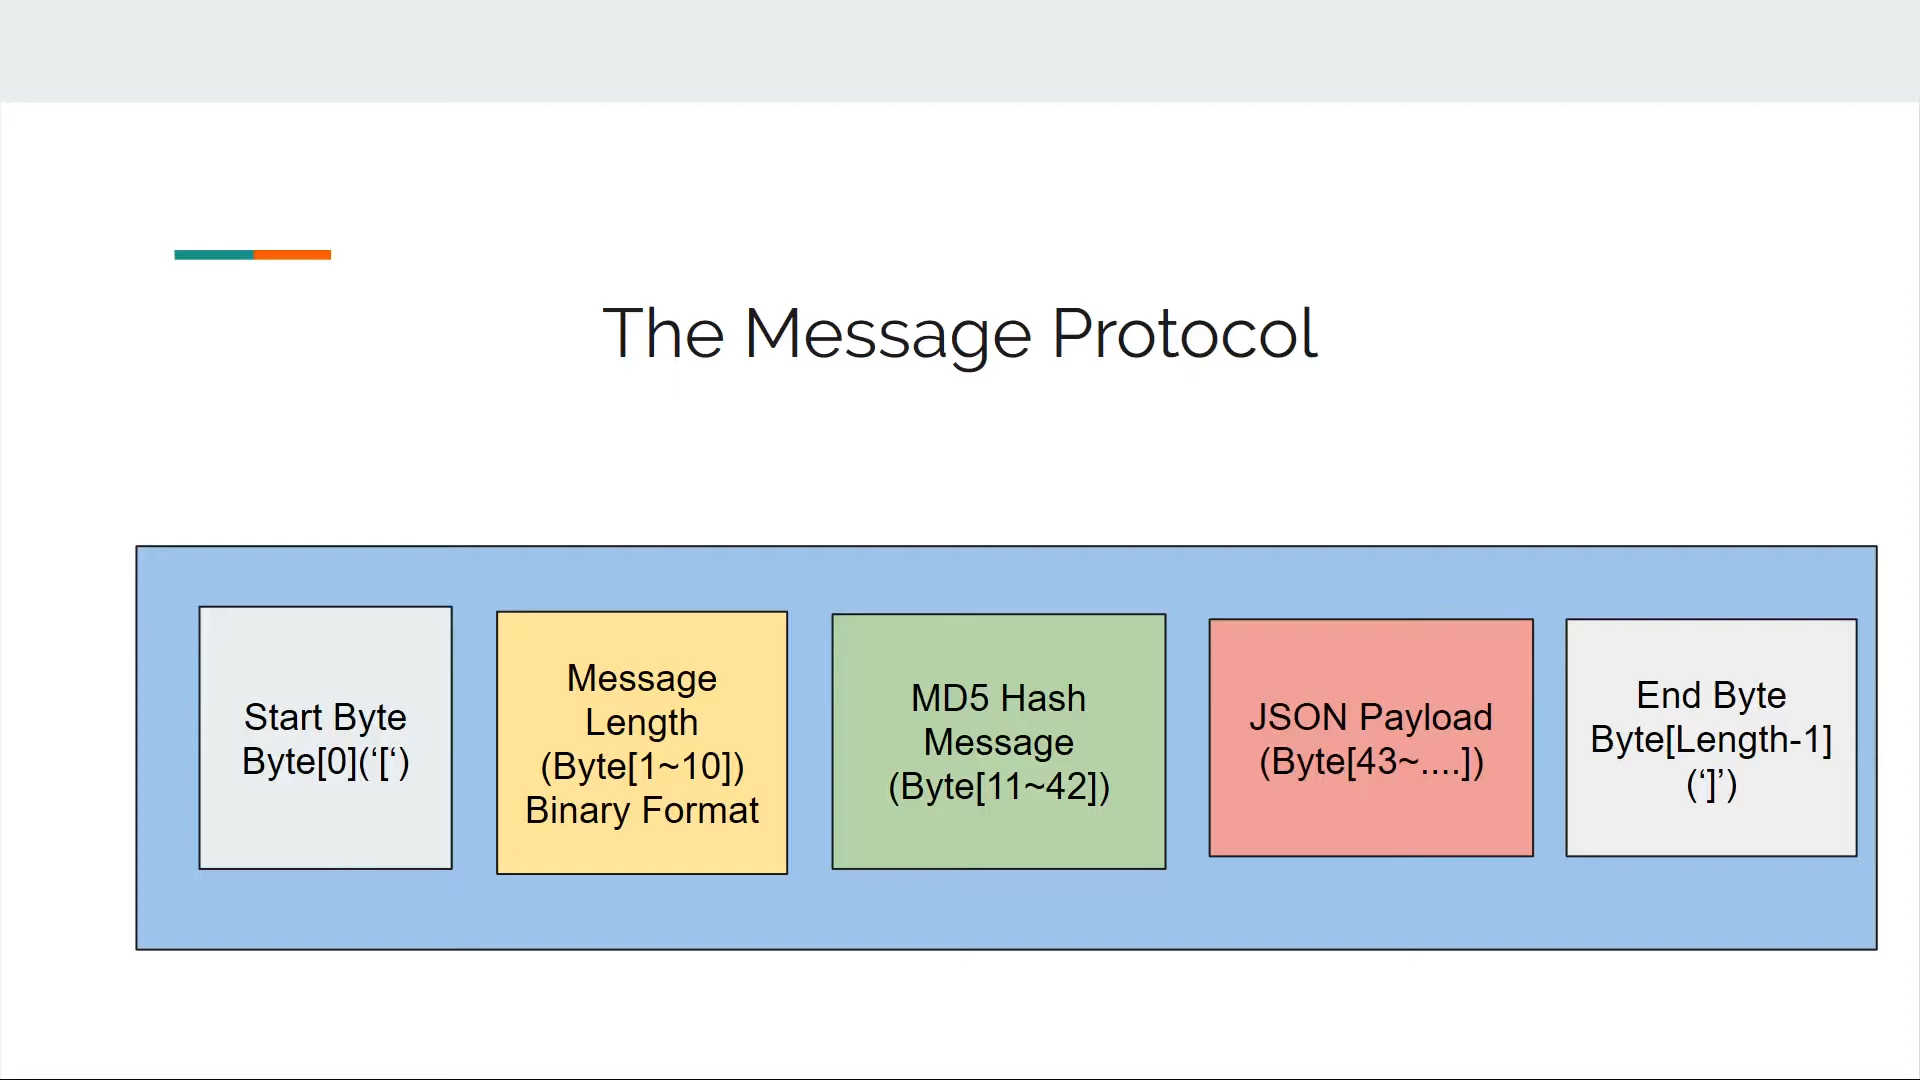 The Message Protocol
Start Byte
Byte[0](‘[‘)
Message
Length
(Byte[1~10])
Binary Format
MD5 Hash
Message
(Byte[11~42])
JSON Payload
(Byte[43~....])
End Byte
Byte[Length-1]
(‘]’)